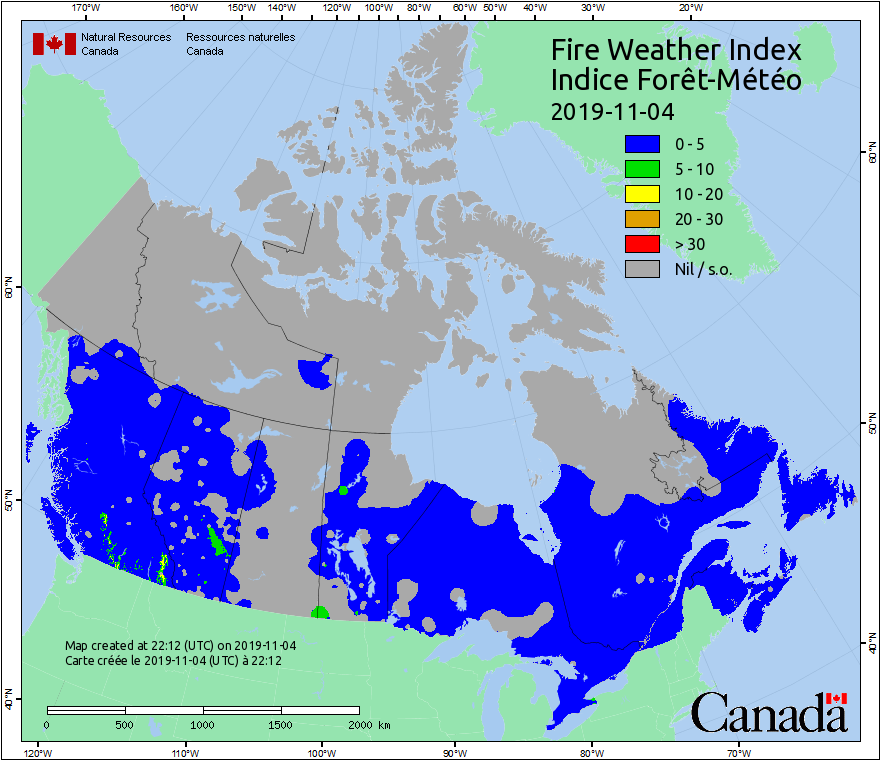 170°W 160°W 150°W 140°W 130°W 120°W 110°W 100°W 90°W 80°W 70°W 60°W 50°W 40°W 30°W 20°W
Natural Resources Canada
Ressources naturelles Canada
Fire Weather Index
Indice Forêt-Météo
2019-11-04
0 - 5
5 - 10
10 - 20
20 - 30
> 30
Nil / s.o.
60°N
50°N
40°N
60°N
50°N
40°N
Map created at 22:12 (UTC) on 2019-11-04
Carte créée le 2019-11-04 (UTC) à 22:12
0 500 1000 1500 2000 km
Canada
120°W 110°W 100°W 90°W 80°W 70°W